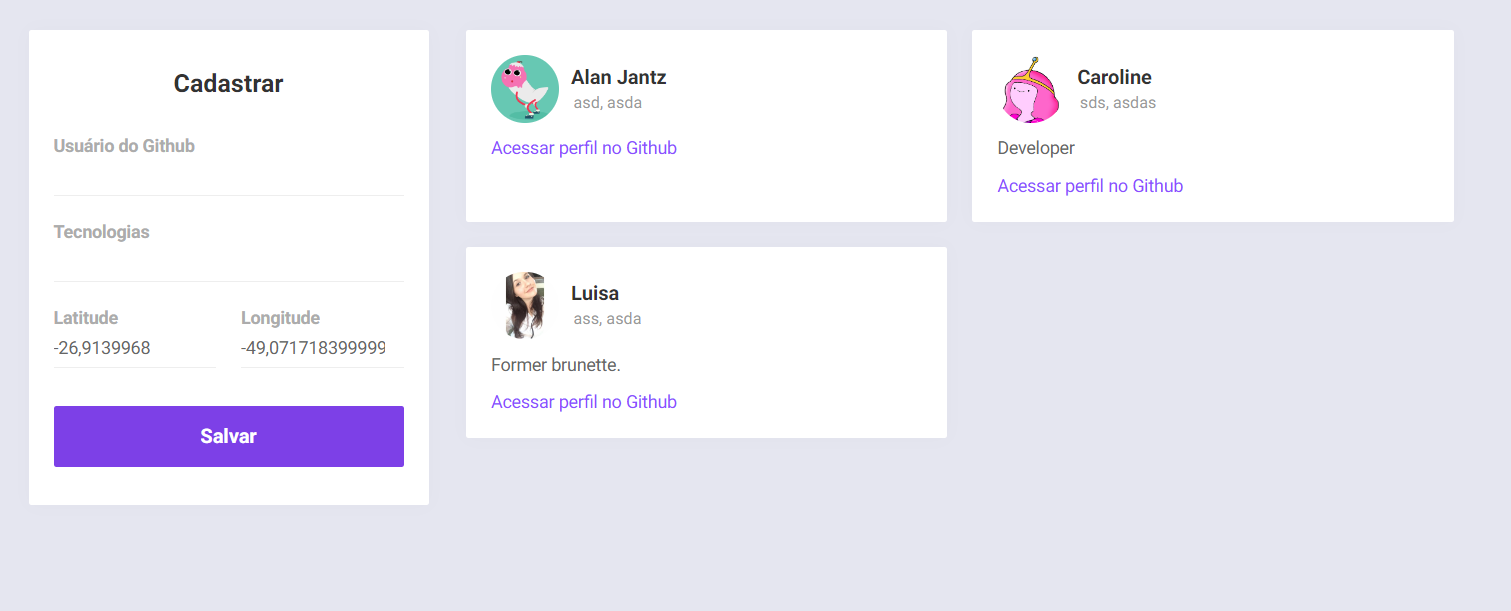 Cadastrar
Usuário do Github
Tecnologias
Latitude
Longitude
-26,9139968
-49,071718399999
Salvar
Alan Jantz
asd, asda
Acessar perfil no Github
Caroline
sds, asdas
Developer
Acessar perfil no Github
Luisa
ass, asda
Former brunette.
Acessar perfil no Github